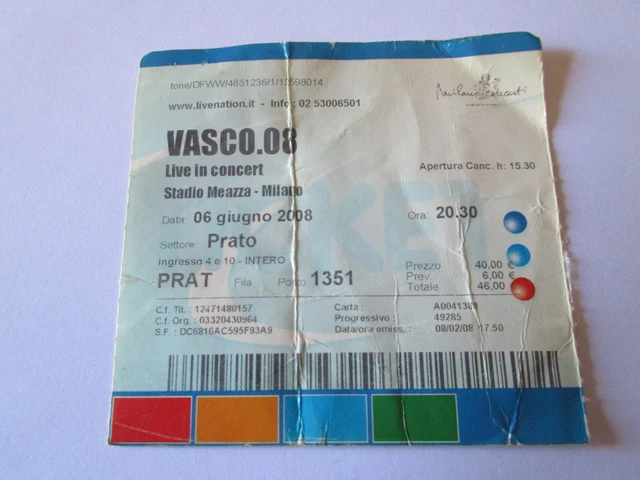 tone/DFWW/4651236/1/12598014
www.livenation.it - Info: 02 53006501
Milano concerti
VASCO.08
Live in concert
Apertura Canc. h: 15.30
Stadio Meazza - Milano
Data: 06 giugno 2008 Ora: 20.30
Settore: Prato
Ingresso 4 e 10 - INTERO
Prezzo 40,00 €
Prev. 6,00 €
Totale 46,00
PRAT Fila Posto 1351
C.f. Tit. : 12471480157
C.f. Org. : 03320430964
S.F. : DC6816AC595F93A9
Carta : A0041388
Progressivo : 49285
Data/ora emiss. : 08/02/08 17.50